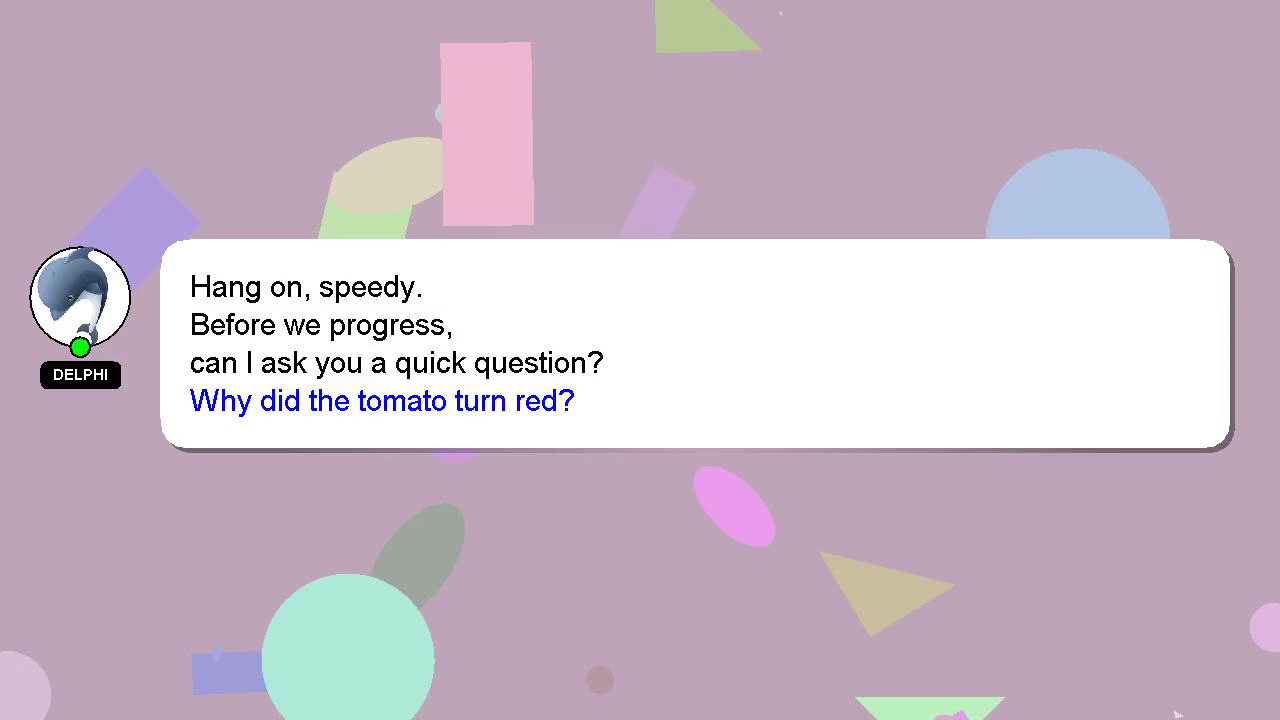 Hang on, speedy.
Before we progress,
can I ask you a quick question?
Why did the tomato turn red?
DELPHI